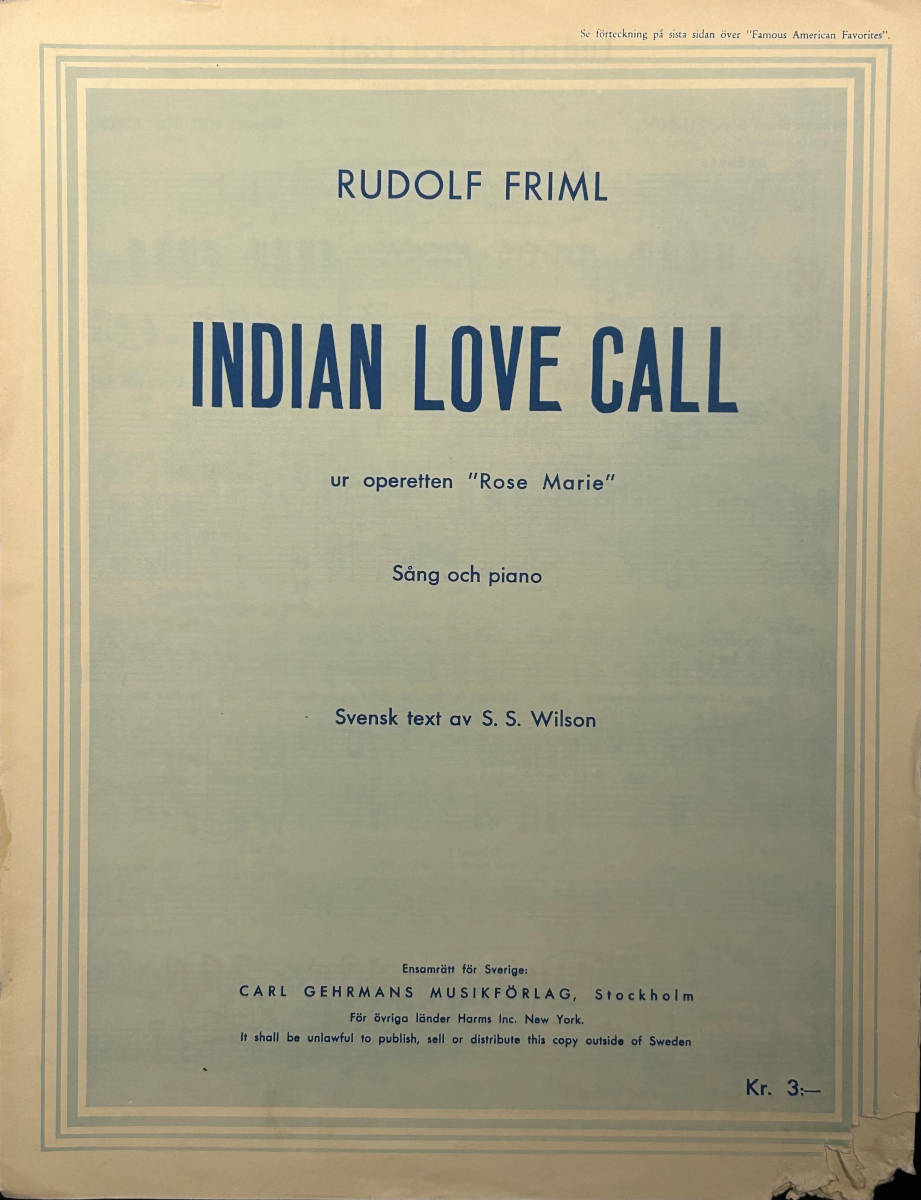 Se förteckning på sista sidan över "Famous American Favorites".
RUDOLF FRIML
INDIAN LOVE CALL
ur operetten "Rose Marie"
Sång och piano
Svensk text av S. S. Wilson
Ensamrätt för Sverige:
CARL GEHRMANS MUSIKFÖRLAG, Stockholm
För övriga länder Harms Inc. New York.
It shall be unlawful to publish, sell or distribute this copy outside of Sweden
Kr. 3:—